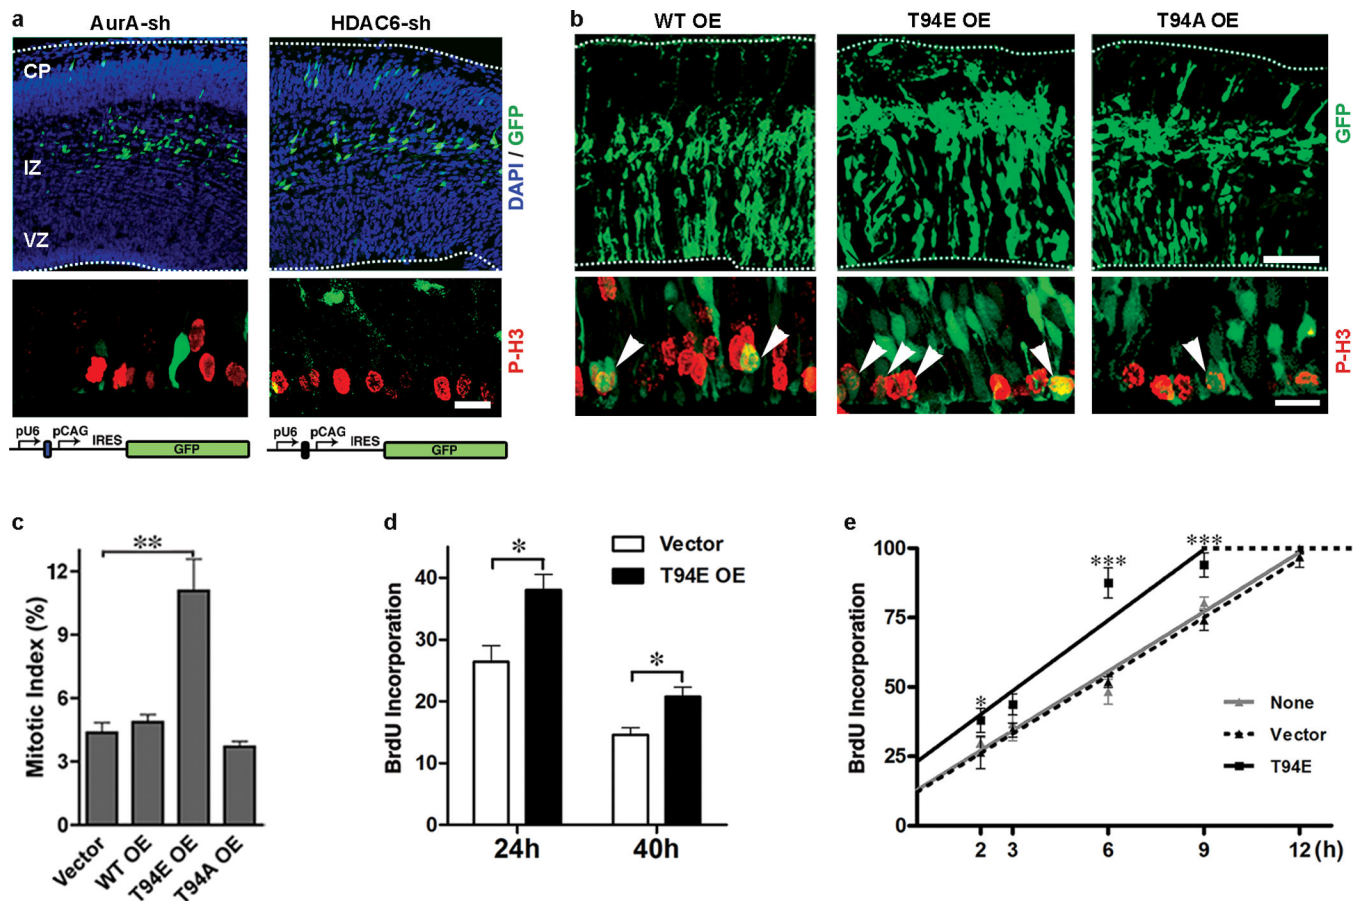 a
AurA-sh
HDAC6-sh
CP
IZ
VZ
DAPI / GFP
P-H3
pU6
pCAG
IRES
GFP
pU6
pCAG
IRES
GFP
b
WT OE
T94E OE
T94A OE
GFP
P-H3
c
**
Mitotic Index (%)
12
9
6
3
0
Vector
WT OE
T94E OE
T94A OE
d
Vector
T94E OE
*
*
BrdU Incorporation
40
30
20
10
0
24h
40h
e
***
***
*
BrdU Incorporation
100
75
50
25
0
None
Vector
T94E
2 3 6 9 12 (h)